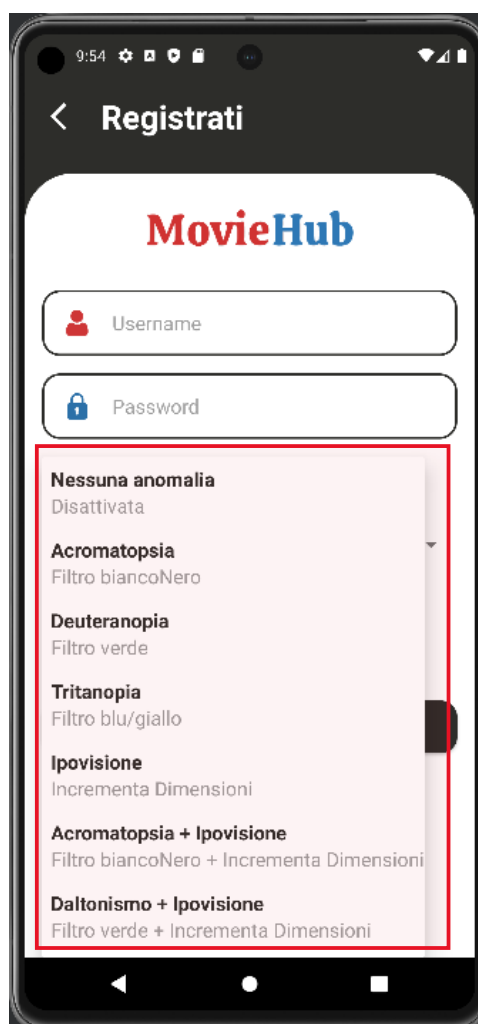 9:54
Registrati
MovieHub
Username
Password
Nessuna anomalia
Disattivata
Acromatopsia
Filtro biancoNero
Deuteranopia
Filtro verde
Tritanopia
Filtro blu/giallo
Ipovisione
Incrementa Dimensioni
Acromatopsia + Ipovisione
Filtro biancoNero + Incrementa Dimensioni
Daltonismo + Ipovisione
Filtro verde + Incrementa Dimensioni